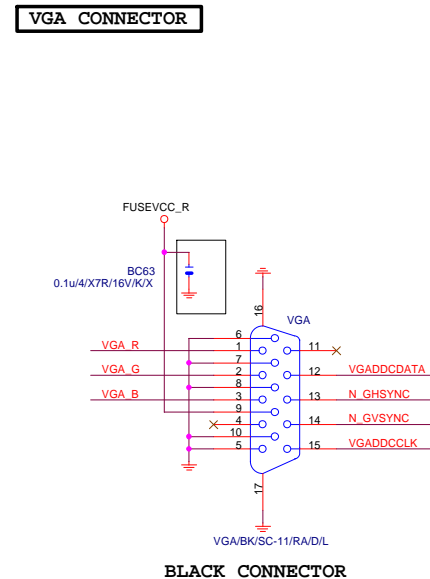 VGA CONNECTOR
FUSEVCC_R
BC63
0.1u/4/X7R/16V/K/X
16
VGA
6
VGA_R 1 11
7
VGA_G 2 12 VGADDCDATA
8
VGA_B 3 13 N_GHSYNC
9
4 14 N_GVSYNC
10
5 15 VGADDCCLK
17
VGA/BK/SC-11/RA/D/L
BLACK CONNECTOR